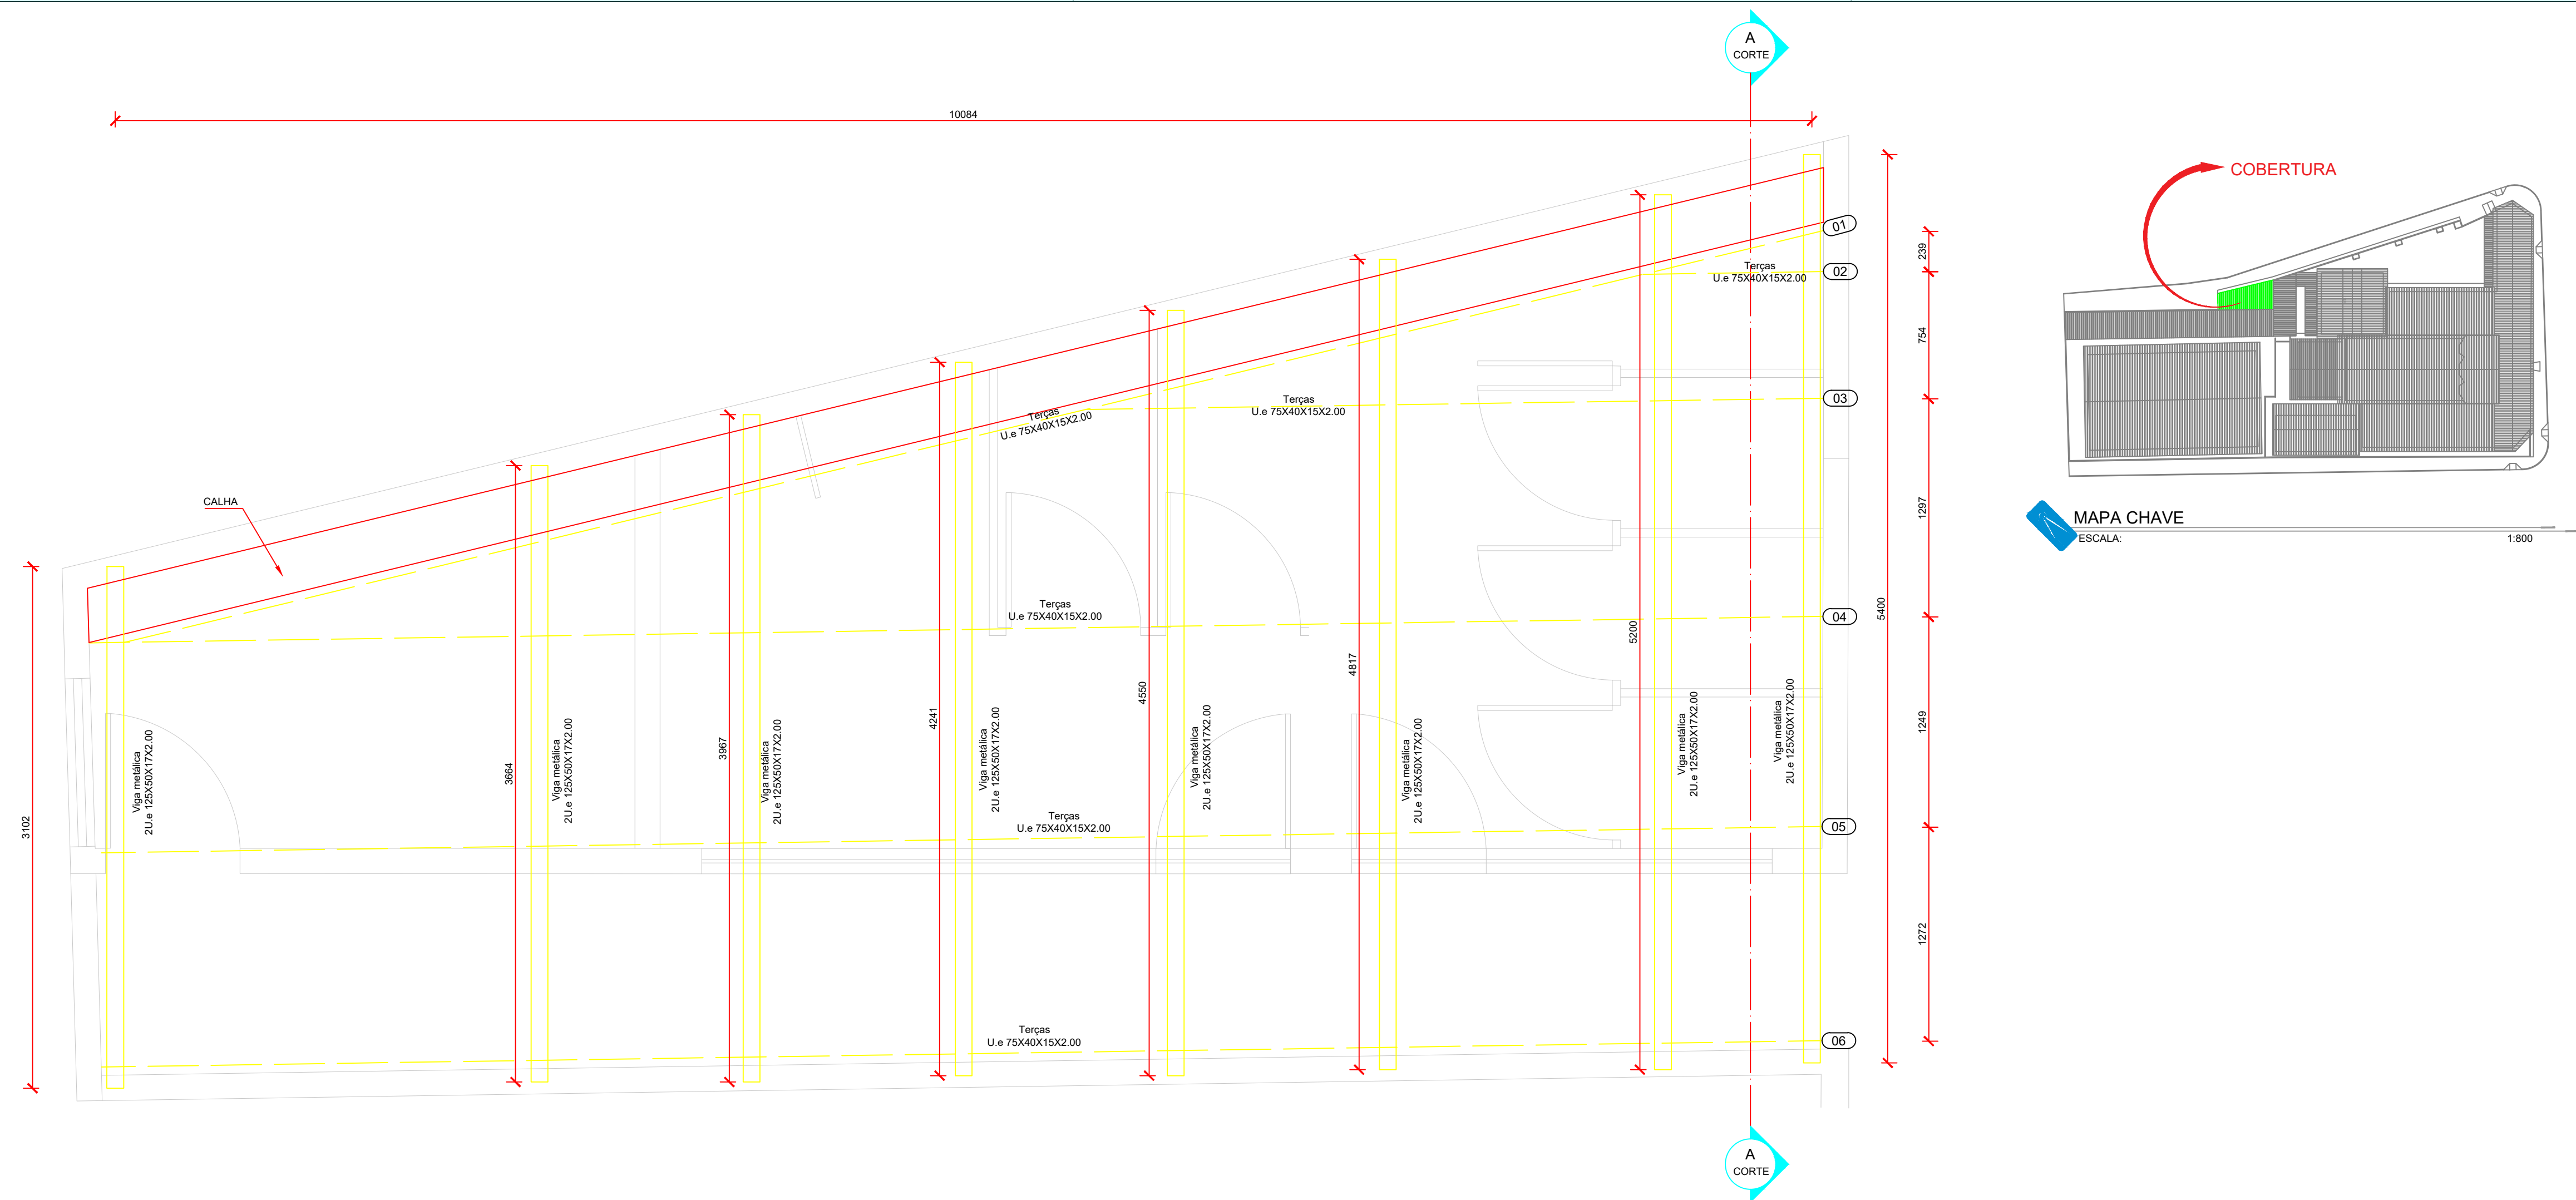 A
CORTE
10084
COBERTURA
01
239
Terças
U.e 75X40X15X2.00
02
754
Terças
U.e 75X40X15X2.00
03
Terças
U.e 75X40X15X2.00
CALHA
1297
MAPA CHAVE
ESCALA:
1:800
Terças
U.e 75X40X15X2.00
04
5400
5200
4817
4550
4241
3967
3664
3102
1249
Viga metálica
2U.e 125X50X17X2.00
Viga metálica
2U.e 125X50X17X2.00
Viga metálica
2U.e 125X50X17X2.00
Viga metálica
2U.e 125X50X17X2.00
Viga metálica
2U.e 125X50X17X2.00
Viga metálica
2U.e 125X50X17X2.00
Viga metálica
2U.e 125X50X17X2.00
Viga metálica
2U.e 125X50X17X2.00
Terças
U.e 75X40X15X2.00
05
1272
Terças
U.e 75X40X15X2.00
06
A
CORTE